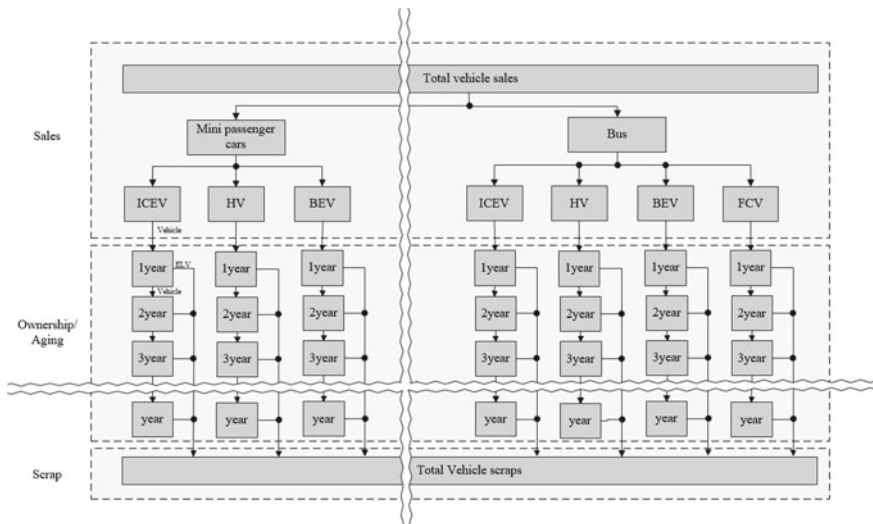 Total vehicle sales
Sales
Mini passenger
cars
Bus
ICEV
HV
BEV
ICEV
HV
BEV
FCV
Vehicle
1year
ELV
1year
1year
1year
1year
1year
1year
Vehicle
2year
2year
2year
2year
2year
2year
2year
Ownership/
Aging
3year
3year
3year
3year
3year
3year
3year
year
year
year
year
year
year
year
Scrap
Total Vehicle scraps